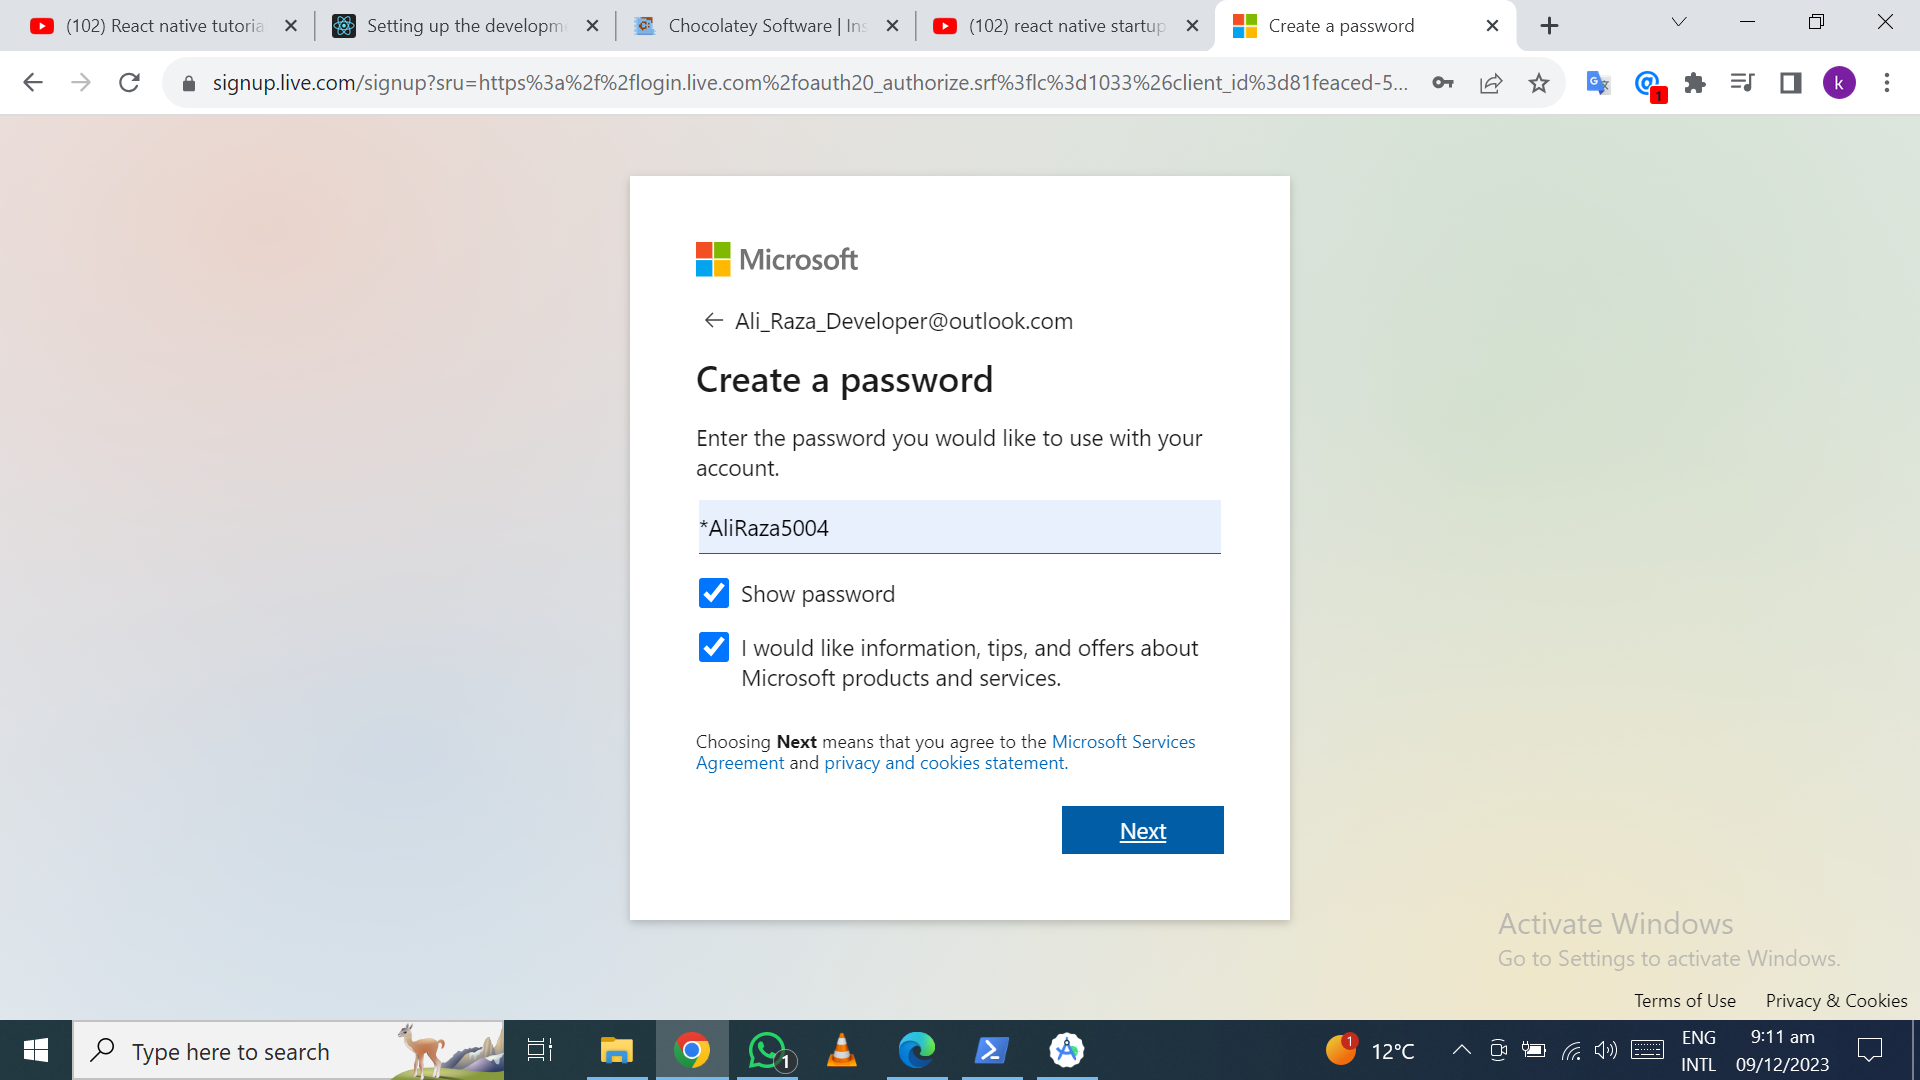 (102) React native tutoria
Setting up the developm
Chocolatey Software | Ins
(102) react native startup
Create a password
signup.live.com/signup?sru=https%3a%2f%2flogin.live.com%2foauth20_authorize.srf%3flc%3d1033%26client_id%3d81feaced-5...
1
k
Microsoft
Ali_Raza_Developer@outlook.com
Create a password
Enter the password you would like to use with your
account.
*AliRaza5004
Show password
I would like information, tips, and offers about
Microsoft products and services.
Choosing Next means that you agree to the Microsoft Services
Agreement and privacy and cookies statement.
Next
Activate Windows
Go to Settings to activate Windows.
Terms of Use Privacy & Cookies
Type here to search
1
1
12°C
ENG
INTL
9:11 am
09/12/2023